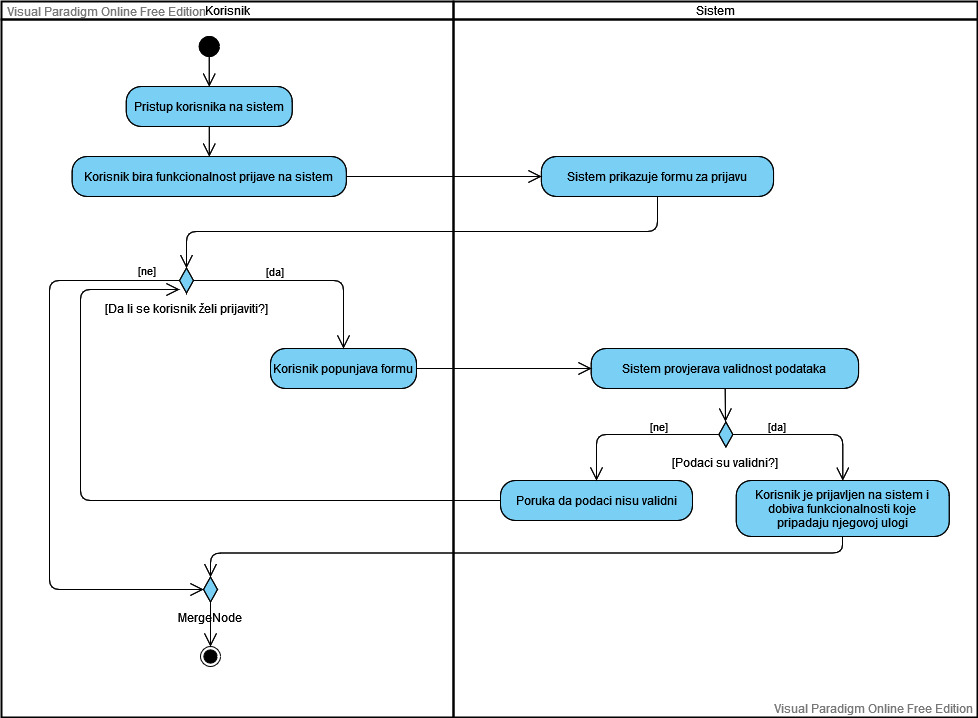 Visual Paradigm Online Free Edition
Korisnik
Sistem
Pristup korisnika na sistem
Korisnik bira funkcionalnost prijave na sistem
Sistem prikazuje formu za prijavu
[ne]
[da]
[Da li se korisnik želi prijaviti?]
Korisnik popunjava formu
Sistem provjerava validnost podataka
[ne]
[da]
[Podaci su validni?]
Poruka da podaci nisu validni
Korisnik je prijavljen na sistem i
dobiva funkcionalnosti koje
pripadaju njegovoj ulogi
MergeNode
Visual Paradigm Online Free Edition